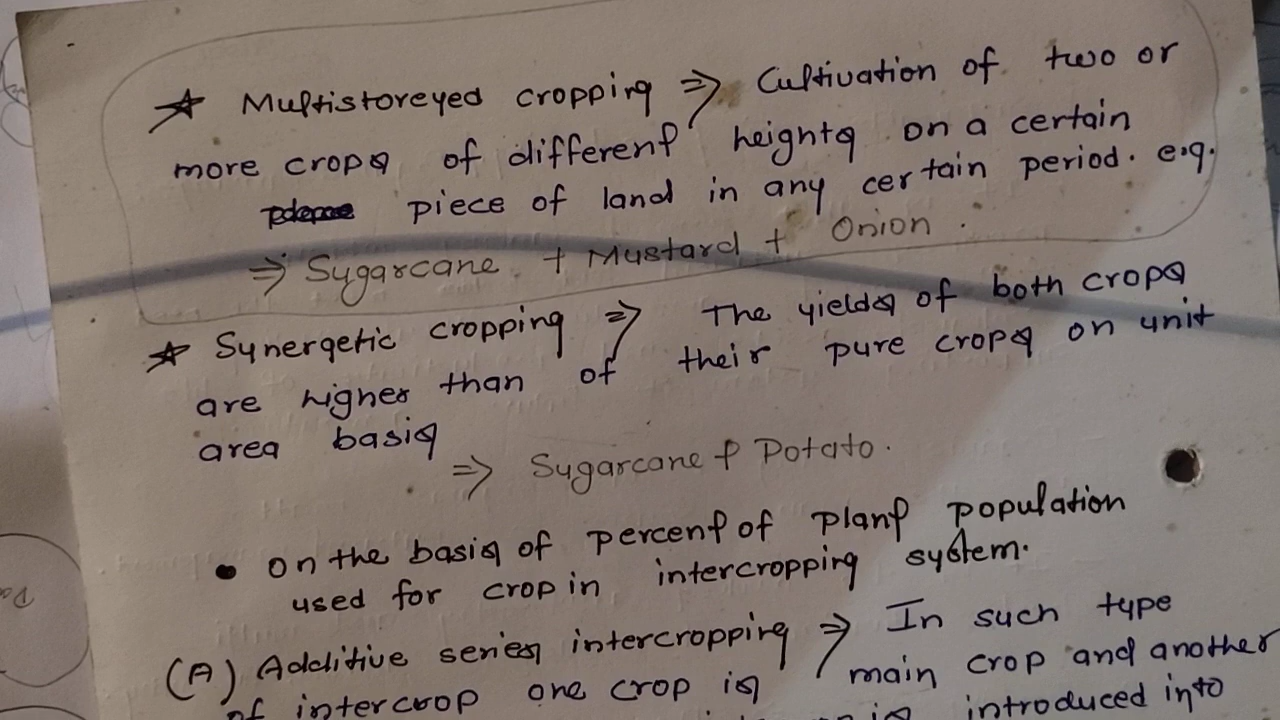 ☆ Multistoreyed cropping ⇒ Cultivation of two or
more crops of different heights on a certain
piece of land in any certain period. e.g.
⇒ Sugarcane + Mustard + Onion.
☆ Synergetic cropping ⇒ The yields of both crops
are higher than of their pure crops on unit
area basis
⇒ Sugarcane + Potato.
• on the basis of percent of plant population
used for crop in intercropping system.
(A) Additive series intercropping ⇒ In such type
of intercrop one crop is main crop and another
is introduced into